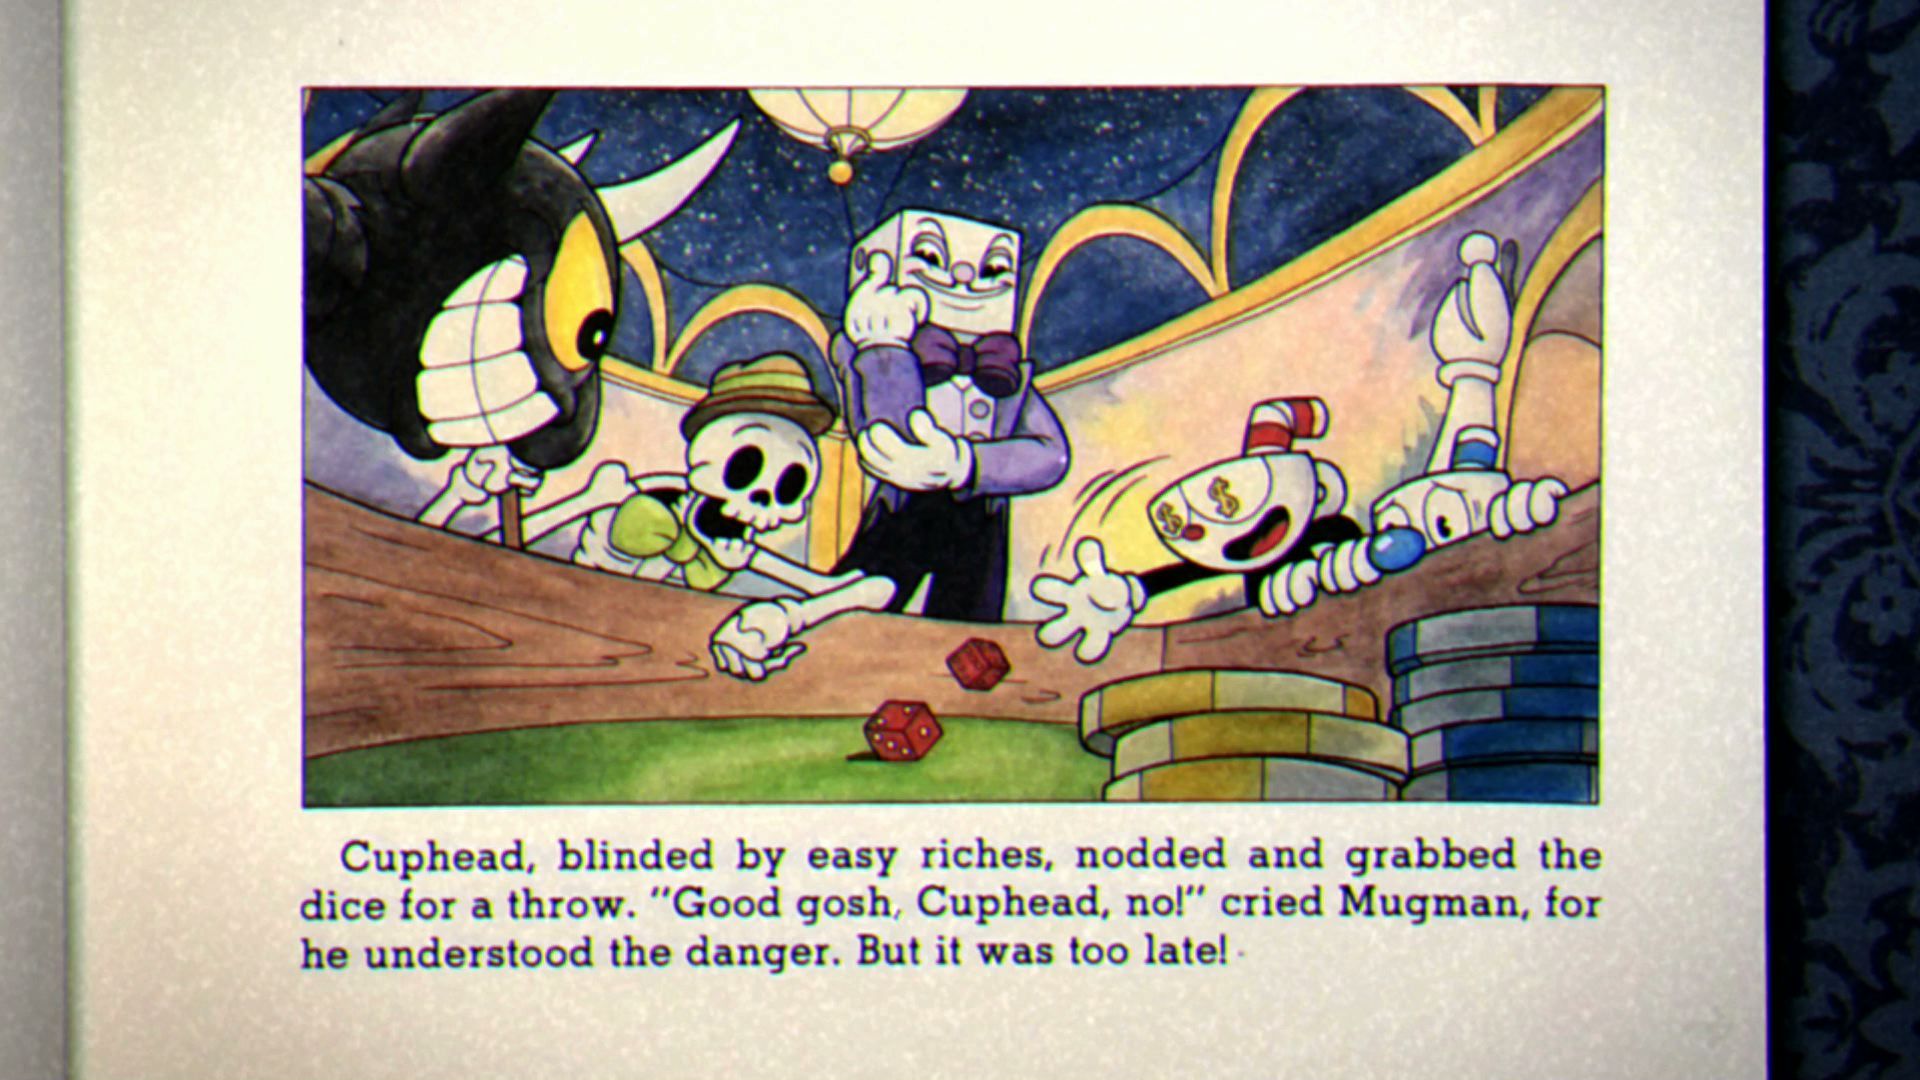 Cuphead, blinded by easy riches, nodded and grabbed the
dice for a throw. "Good gosh, Cuphead, no!" cried Mugman, for
he understood the danger. But it was too late!